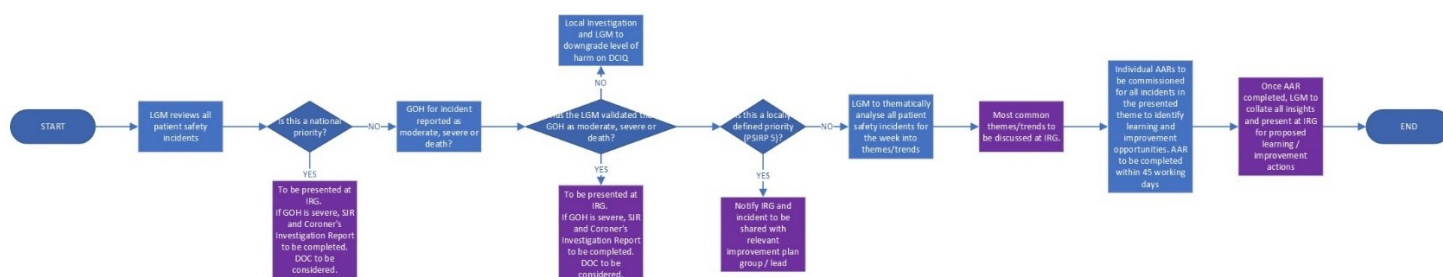 START
LGM reviews all
patient safety
incidents
Is this a national
priority?
NO
YES
To be presented at
IRG.
If GOH is severe, SJR
and Coroner's
Investigation Report
to be completed.
DOC to be
considered.
GOH for incident
reported as
moderate, severe or
death?
Local Investigation
and LGM to
downgrade level of
harm on DCIQ
NO
has the LGM validated the
GOH as moderate, severe or
death?
YES
To be presented at
IRG.
If GOH is severe, SJR
and Coroner's
Investigation Report
to be completed.
DOC to be
considered.
Is this a locally
defined priority
(PSIRP 5)?
NO
YES
Notify IRG and
incident to be
shared with
relevant
improvement plan
group / lead
LGM to thematically
analyse all patient
safety incidents for
the week into
themes/trends
Most common
themes/trends to
be discussed at IRG.
Individual AARs to
be commissioned
for all incidents in
the presented
theme to identify
learning and
improvement
opportunities. AAR
to be completed
within 45 working
days
Once AAR
completed, LGM to
collate all insights
and present at IRG
for proposed
learning /
improvement
actions
END